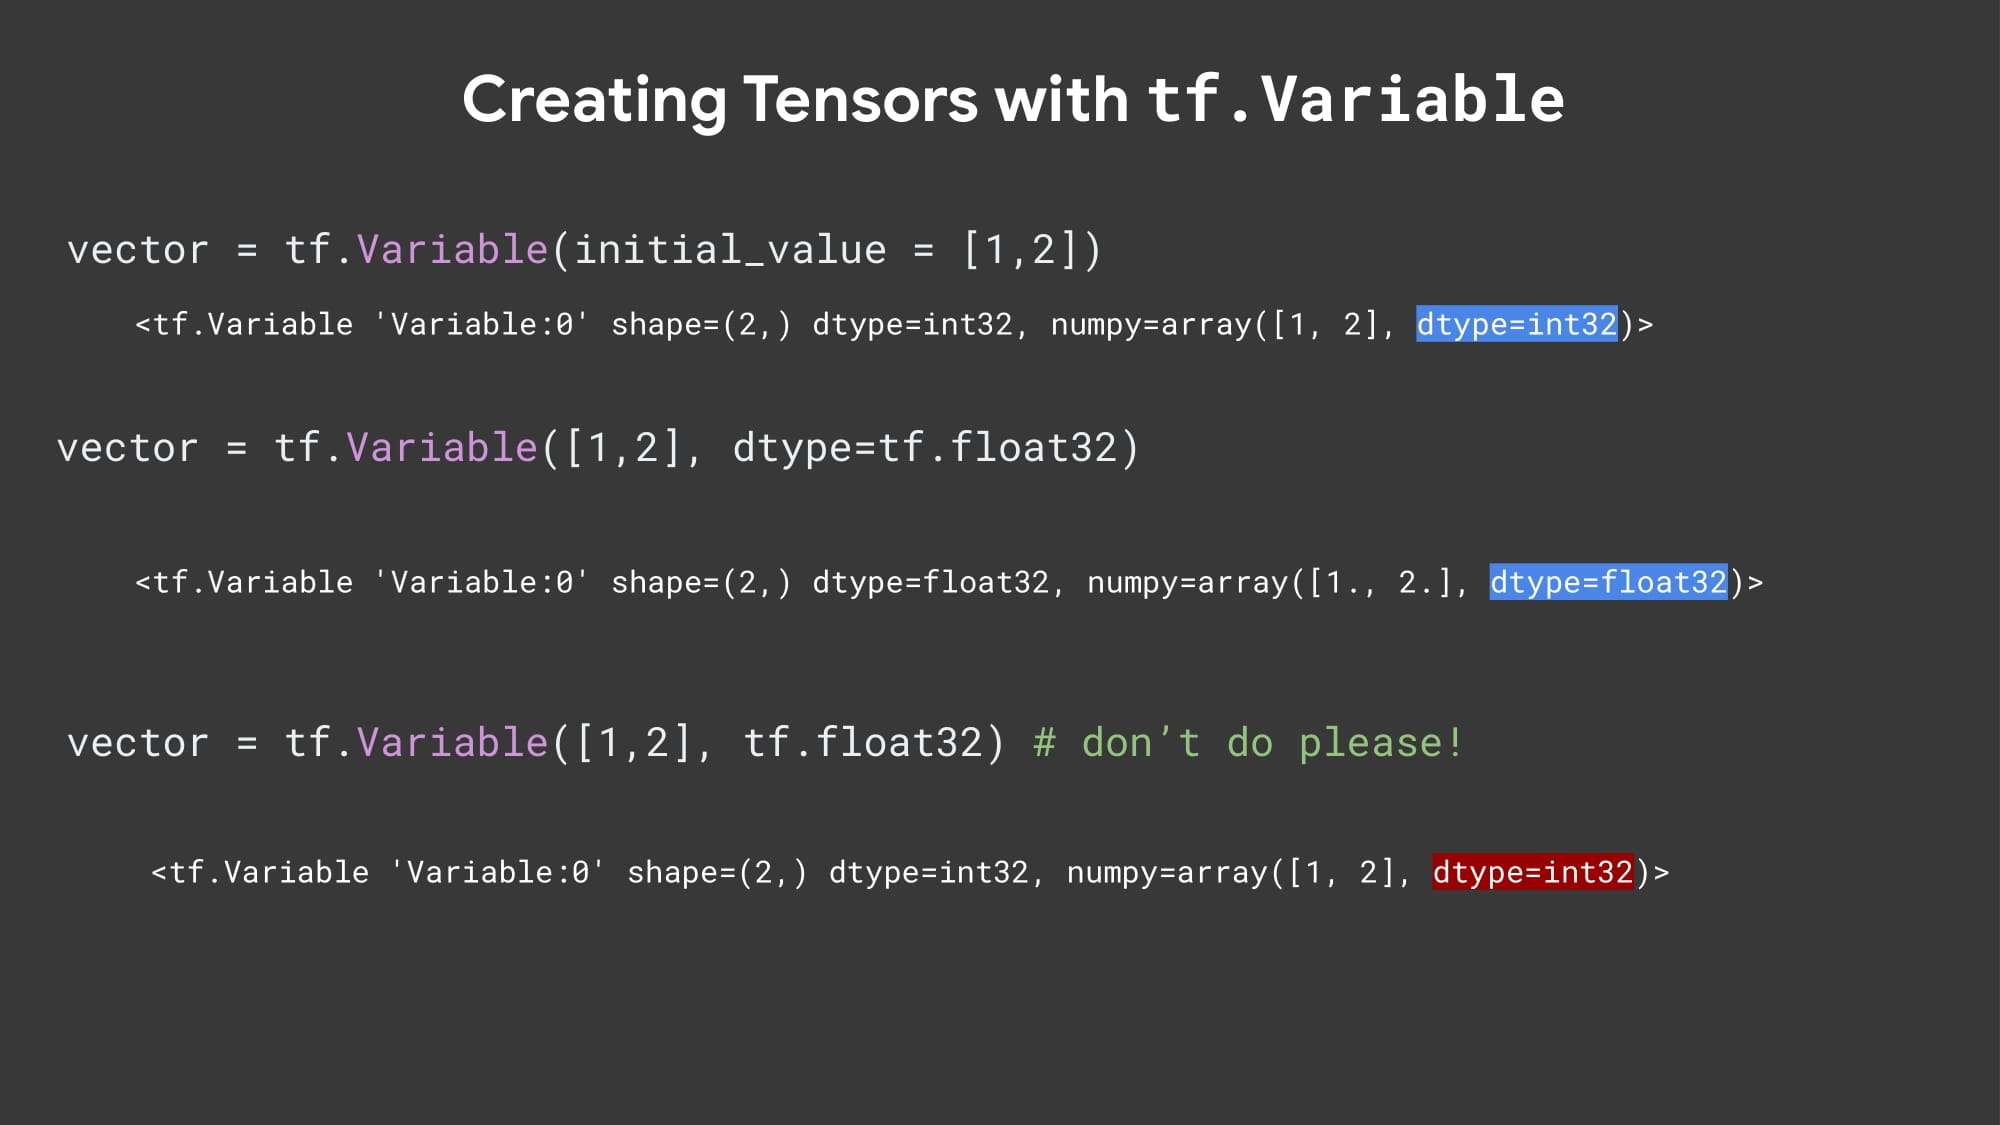 Creating Tensors with tf.Variable
vector = tf.Variable(initial_value = [1,2])
<tf.Variable 'Variable:0' shape=(2,) dtype=int32, numpy=array([1, 2], dtype=int32)>
vector = tf.Variable([1,2], dtype=tf.float32)
<tf.Variable 'Variable:0' shape=(2,) dtype=float32, numpy=array([1., 2.], dtype=float32)>
vector = tf.Variable([1,2], tf.float32) # don’t do please!
<tf.Variable 'Variable:0' shape=(2,) dtype=int32, numpy=array([1, 2], dtype=int32)>